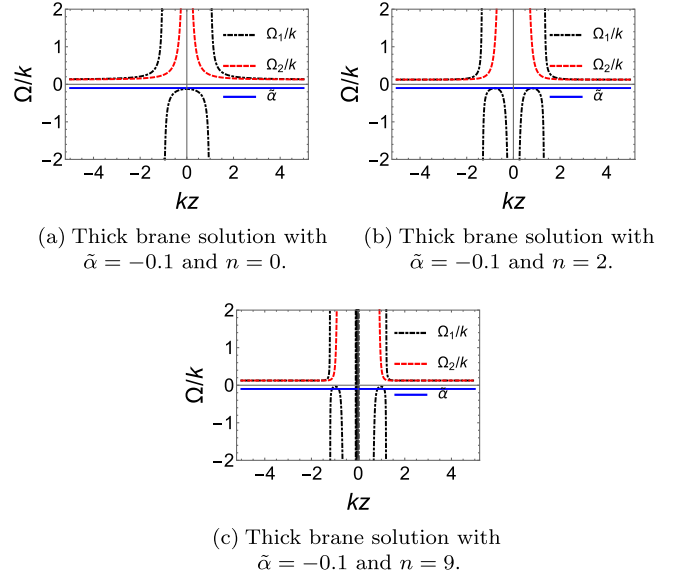 2
1
0
−1
−2
Ω/k
−4 −2 0 2 4
kz
Ω₁/k
Ω₂/k
α̃
2
1
0
−1
−2
Ω/k
−4 −2 0 2 4
kz
Ω₁/k
Ω₂/k
α̃
(a) Thick brane solution with
α̃ = −0.1 and n = 0.
(b) Thick brane solution with
α̃ = −0.1 and n = 2.
2
1
0
−1
−2
Ω/k
−4 −2 0 2 4
kz
Ω₁/k
Ω₂/k
α̃
(c) Thick brane solution with
α̃ = −0.1 and n = 9.